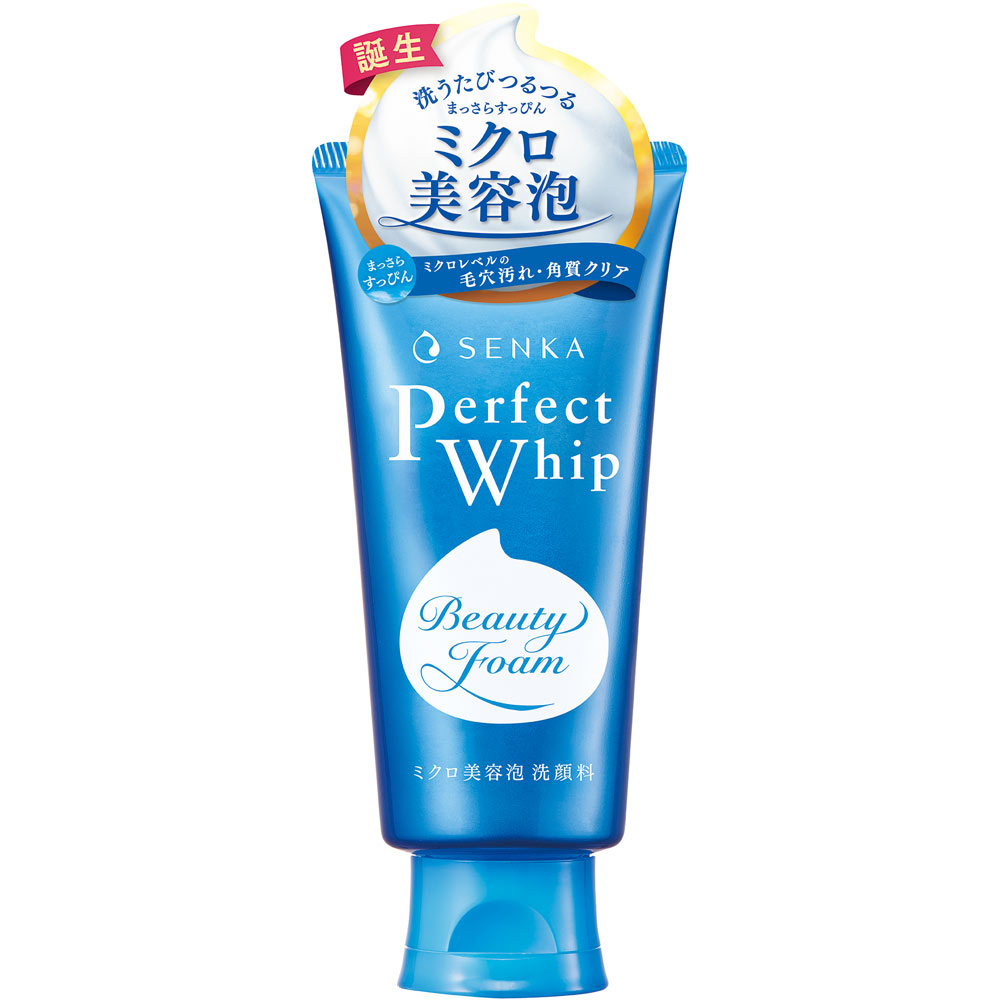 誕生
洗うたびつるつる
まっさらすっぴん
ミクロ
美容泡
まっさら
すっぴん
ミクロレベルの
毛穴汚れ・角質クリア
SENKA
Perfect
Whip
Beauty
Foam
ミクロ美容泡 洗顔料